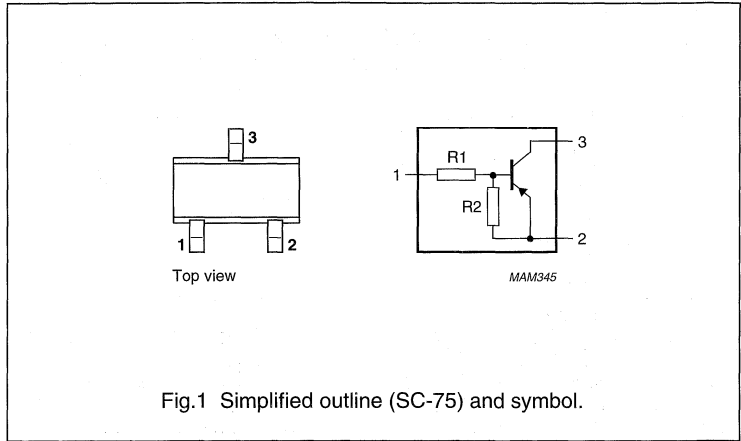 3
1
2
Top view
R1
R2
1
3
2
MAM345
Fig.1 Simplified outline (SC-75) and symbol.